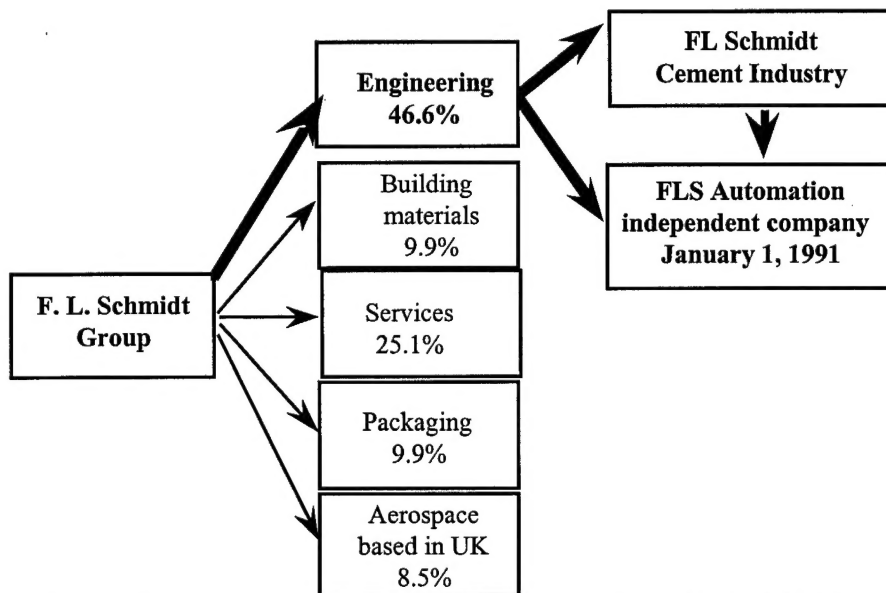 F. L. Schmidt
Group
Engineering
46.6%
Building
materials
9.9%
Services
25.1%
Packaging
9.9%
Aerospace
based in UK
8.5%
FL Schmidt
Cement Industry
FLS Automation
independent company
January 1, 1991